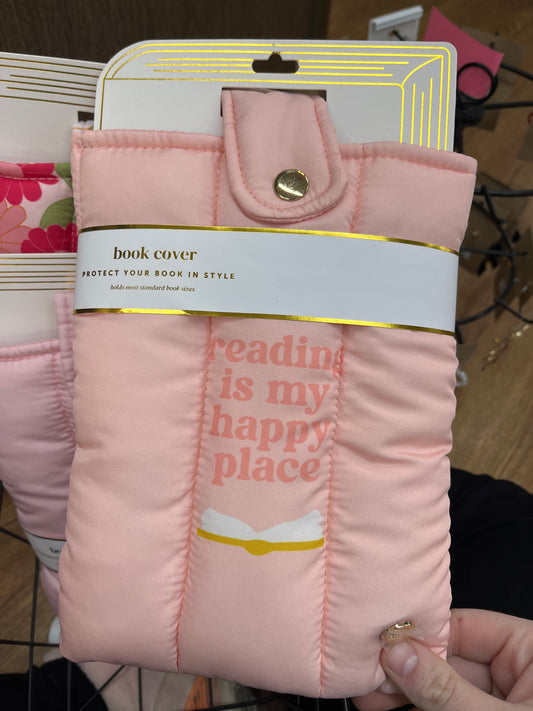 book cover
PROTECT YOUR BOOK IN STYLE
holds most standard book sizes
reading
is my
happy
place